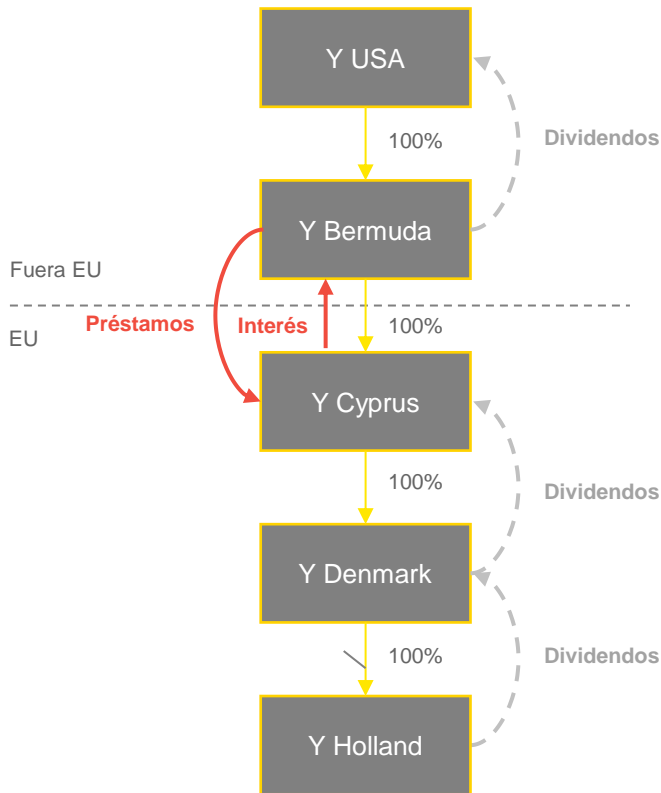 Y USA
100%
Dividendos
Y Bermuda
Fuera EU
Préstamos
Interés
100%
EU
Y Cyprus
100%
Dividendos
Y Denmark
100%
Dividendos
Y Holland